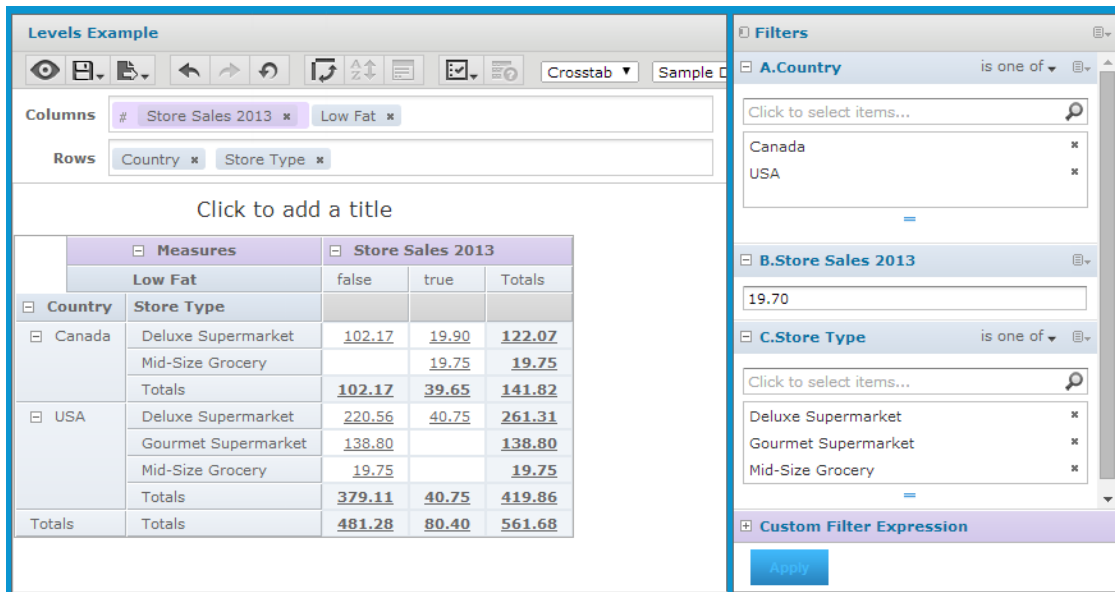 Levels Example
Crosstab ▼ Sample D
Columns # Store Sales 2013 × Low Fat ×
Rows Country × Store Type ×
Click to add a title
Measures Store Sales 2013
Low Fat false true Totals
Country Store Type
Canada Deluxe Supermarket 102.17 19.90 122.07
Mid-Size Grocery 19.75 19.75
Totals 102.17 39.65 141.82
USA Deluxe Supermarket 220.56 40.75 261.31
Gourmet Supermarket 138.80 138.80
Mid-Size Grocery 19.75 19.75
Totals 379.11 40.75 419.86
Totals Totals 481.28 80.40 561.68
Filters
A.Country is one of
Click to select items...
Canada
USA
B.Store Sales 2013
19.70
C.Store Type is one of
Click to select items...
Deluxe Supermarket
Gourmet Supermarket
Mid-Size Grocery
Custom Filter Expression
Apply